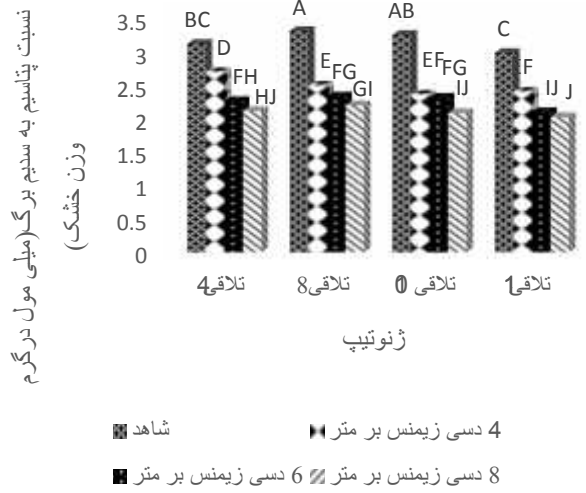 نسبت پتاسیم به سدیم برگ(میلی مول درگرم
وزن خشک)
3.5
3
2.5
2
1.5
1
0.5
0
BC
D
FH
HJ
A
E
FG
GI
AB
EF
FG
IJ
C
F
IJ
J
تلاقی4
تلاقی8
تلاقی
تلاقی1
ژنوتیپ
شاهد
4 دسی زیمنس بر متر
6 دسی زیمنس بر متر
8 دسی زیمنس بر متر